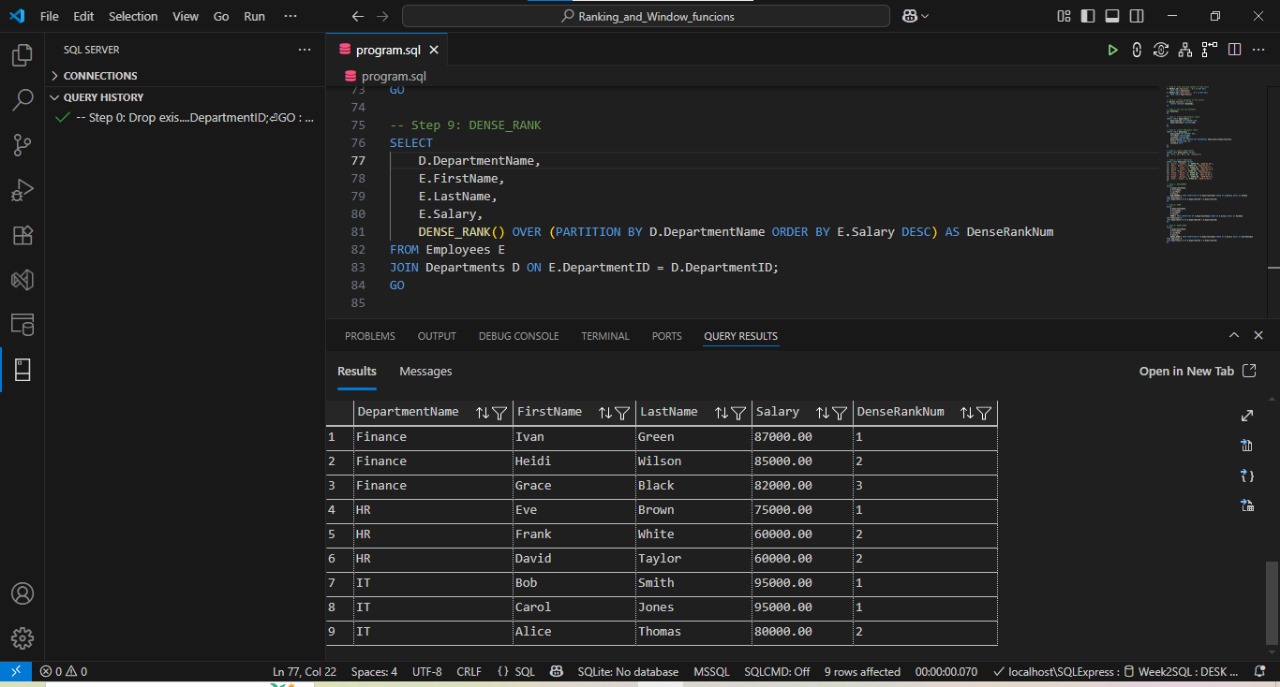 File Edit Selection View Go Run ··· Ranking_and_Window_funcions
SQL SERVER ···
CONNECTIONS
QUERY HISTORY
-- Step 0: Drop exis....DepartmentID;⏎GO : ...
program.sql
program.sql
73 GO
74
75 -- Step 9: DENSE_RANK
76 SELECT
77 D.DepartmentName,
78 E.FirstName,
79 E.LastName,
80 E.Salary,
81 DENSE_RANK() OVER (PARTITION BY D.DepartmentName ORDER BY E.Salary DESC) AS DenseRankNum
82 FROM Employees E
83 JOIN Departments D ON E.DepartmentID = D.DepartmentID;
84 GO
85
PROBLEMS OUTPUT DEBUG CONSOLE TERMINAL PORTS QUERY RESULTS
Results Messages Open in New Tab
DepartmentName FirstName LastName Salary DenseRankNum
1 Finance Ivan Green 87000.00 1
2 Finance Heidi Wilson 85000.00 2
3 Finance Grace Black 82000.00 3
4 HR Eve Brown 75000.00 1
5 HR Frank White 60000.00 2
6 HR David Taylor 60000.00 2
7 IT Bob Smith 95000.00 1
8 IT Carol Jones 95000.00 1
9 IT Alice Thomas 80000.00 2
0 0 Ln 77, Col 22 Spaces: 4 UTF-8 CRLF {} SQL SQLite: No database MSSQL SQLCMD: Off 9 rows affected 00:00:00.070 localhost\SQLExpress : Week2SQL : DESK ...